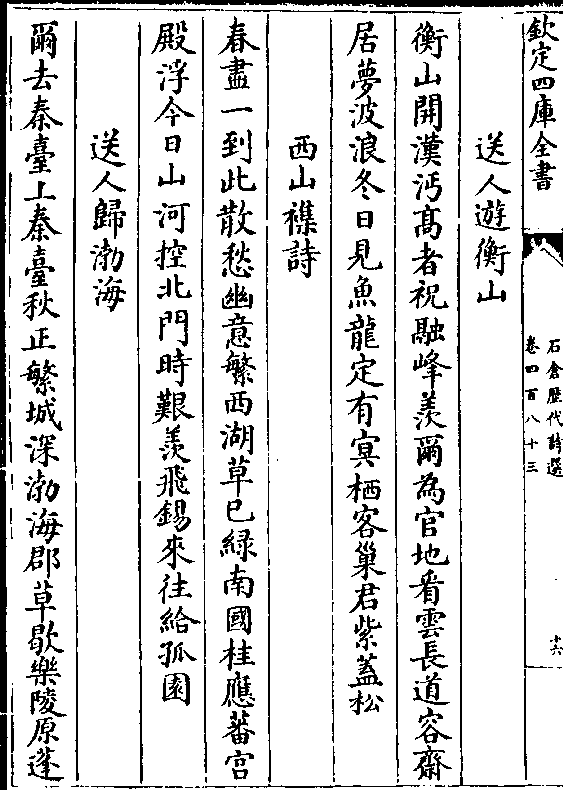 欽定四庫全書
石倉歷代詩選
卷四百八十三
十六
送人遊衡山
衡山開漢沔髙者祝融峰羨爾為官地看雲長道容齋
居夢波浪冬日見魚龍定有㝠栖客巢君紫蓋松
西山襍詩
春盡一到此散愁幽意繁西湖草已緑南國桂應蕃宫
殿浮今日山河控北門時艱羨飛錫來往給孤園
送人歸渤海
爾去秦臺上秦臺秋正繁城深渤海郡草歇樂陵原蓬